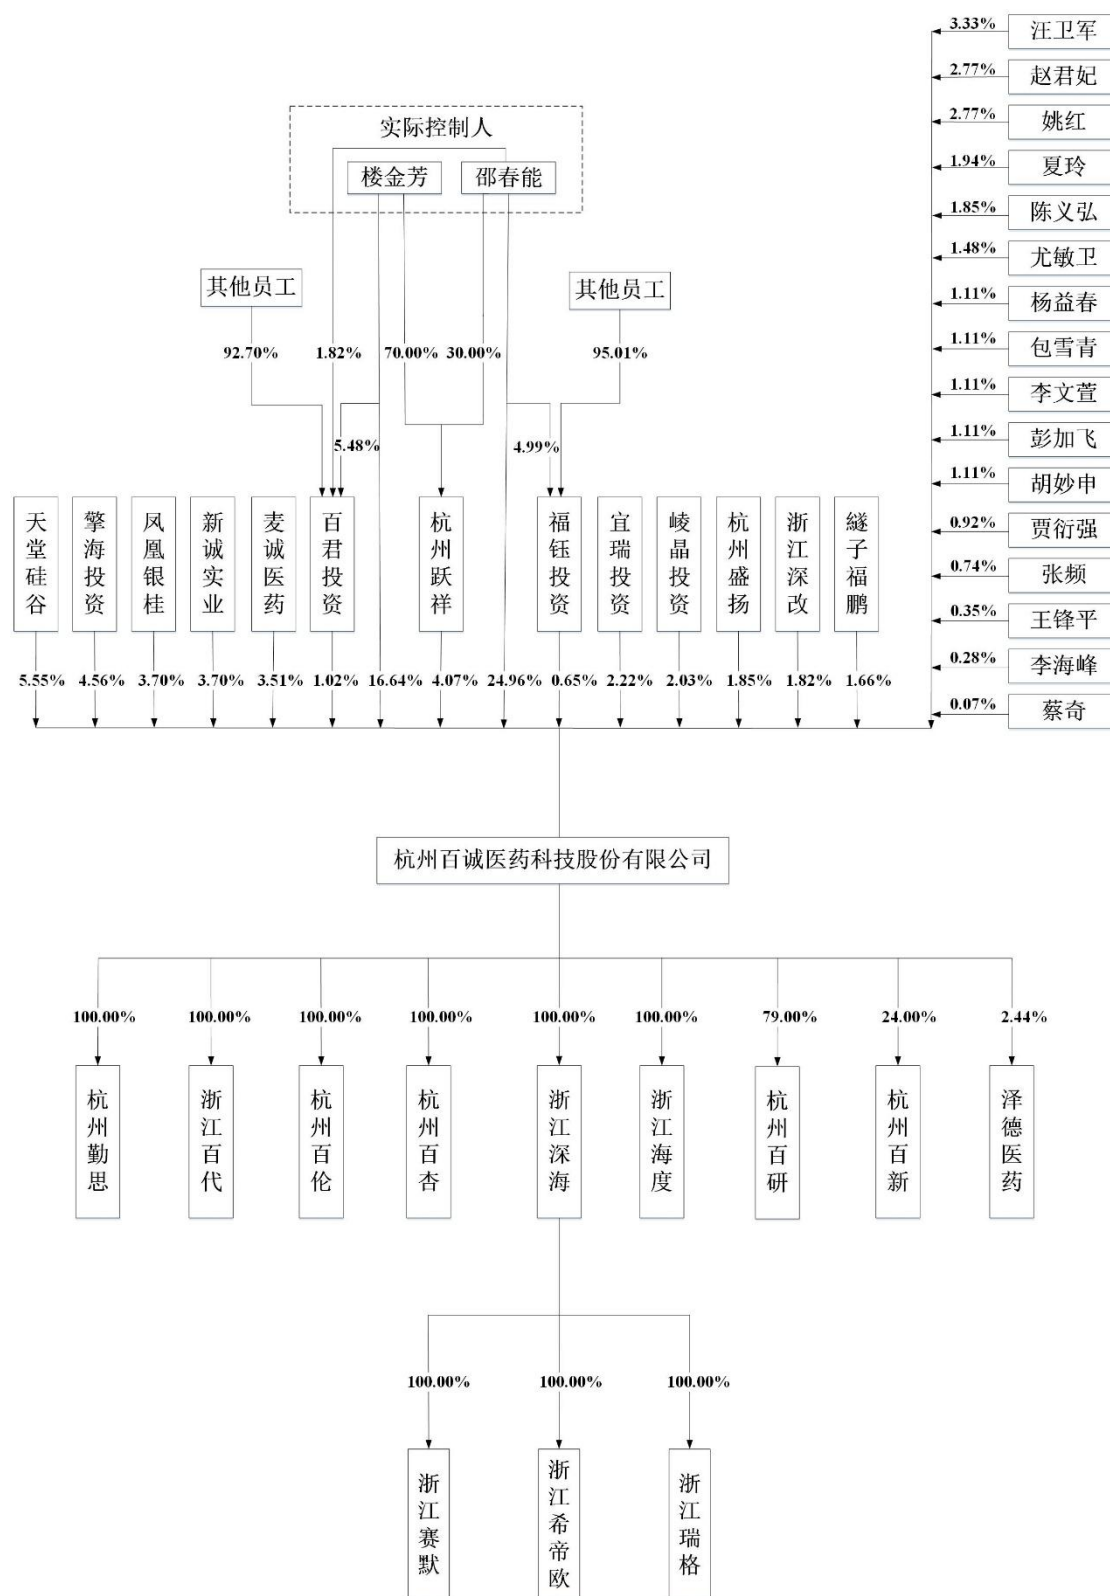 3.33% 汪卫军
2.77% 赵君妃
2.77% 姚红
1.94% 夏玲
1.85% 陈义弘
1.48% 尤敏卫
1.11% 杨益春
1.11% 包雪青
1.11% 李文萱
1.11% 彭加飞
1.11% 胡妙申
0.92% 贾衍强
0.74% 张频
0.35% 王锋平
0.28% 李海峰
0.07% 蔡奇
实际控制人
楼金芳 邵春能
其他员工 其他员工
92.70% 1.82% 70.00% 30.00% 95.01%
5.48% 4.99%
天堂硅谷
擎海投资
凤凰银桂
新诚实业
麦诚医药
百君投资
杭州跃祥
福钰投资
宜瑞投资
崚晶投资
杭州盛扬
浙江深改
繸子福鹏
5.55% 4.56% 3.70% 3.70% 3.51% 1.02% 16.64% 4.07% 24.96% 0.65% 2.22% 2.03% 1.85% 1.82% 1.66%
杭州百诚医药科技股份有限公司
100.00% 100.00% 100.00% 100.00% 100.00% 100.00% 79.00% 24.00% 2.44%
杭州勤思
浙江百代
杭州百伦
杭州百杏
浙江深海
浙江海度
杭州百研
杭州百新
泽德医药
100.00% 100.00% 100.00%
浙江赛默
浙江希帝欧
浙江瑞格